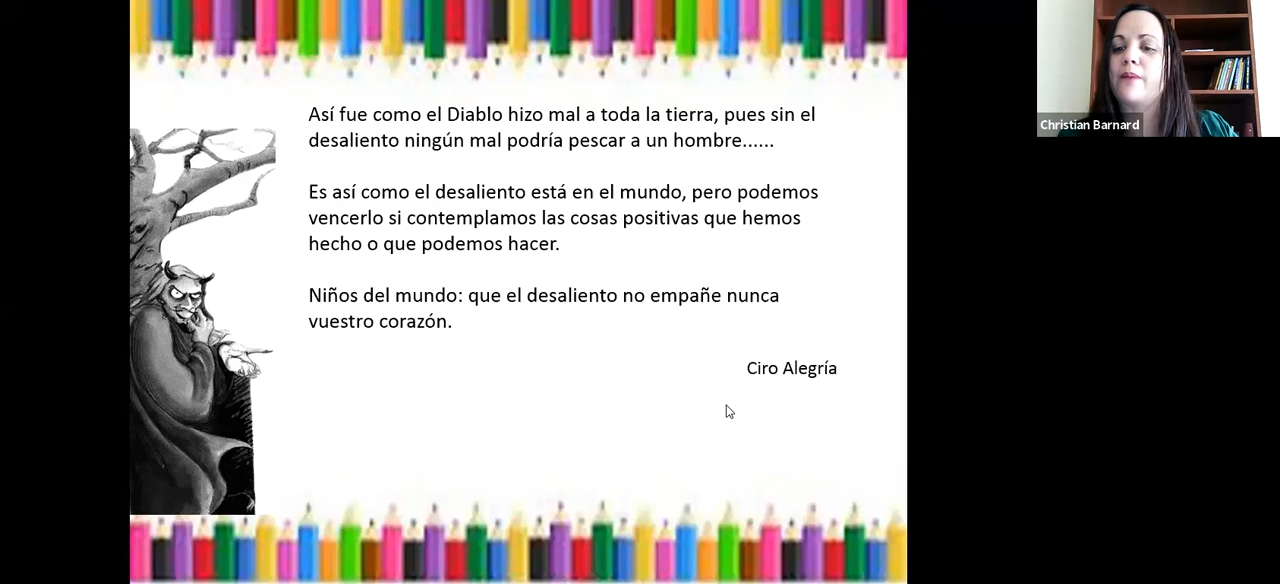 Así fue como el Diablo hizo mal a toda la tierra, pues sin el
desaliento ningún mal podría pescar a un hombre......
Es así como el desaliento está en el mundo, pero podemos
vencerlo si contemplamos las cosas positivas que hemos
hecho o que podemos hacer.
Niños del mundo: que el desaliento no empañe nunca
vuestro corazón.
Ciro Alegría
Christian Barnard